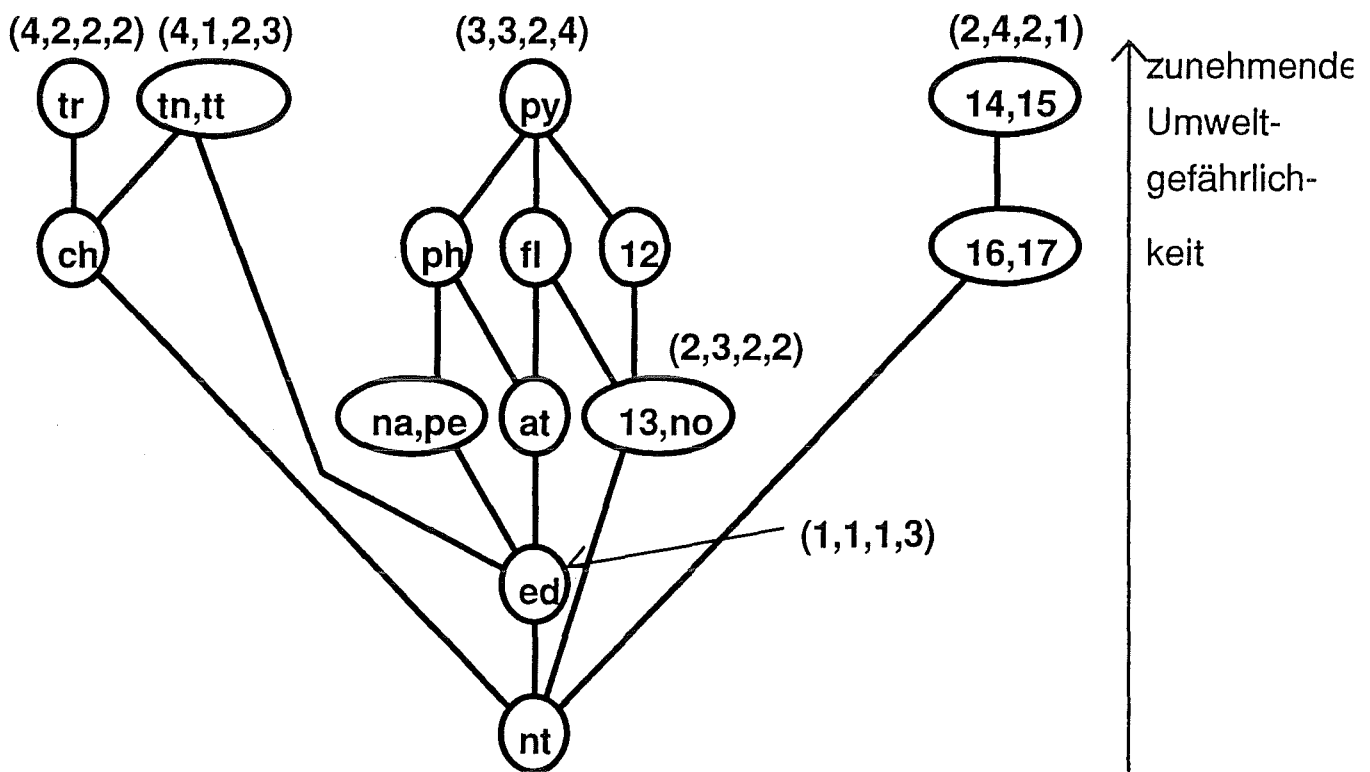 (4,2,2,2) (4,1,2,3) (3,3,2,4) (2,4,2,1)
tr tn,tt py 14,15
zunehmende
Umwelt-
gefährlich-
keit
ch ph fl 12 16,17
(2,3,2,2)
na,pe at 13,no
(1,1,1,3)
ed
nt